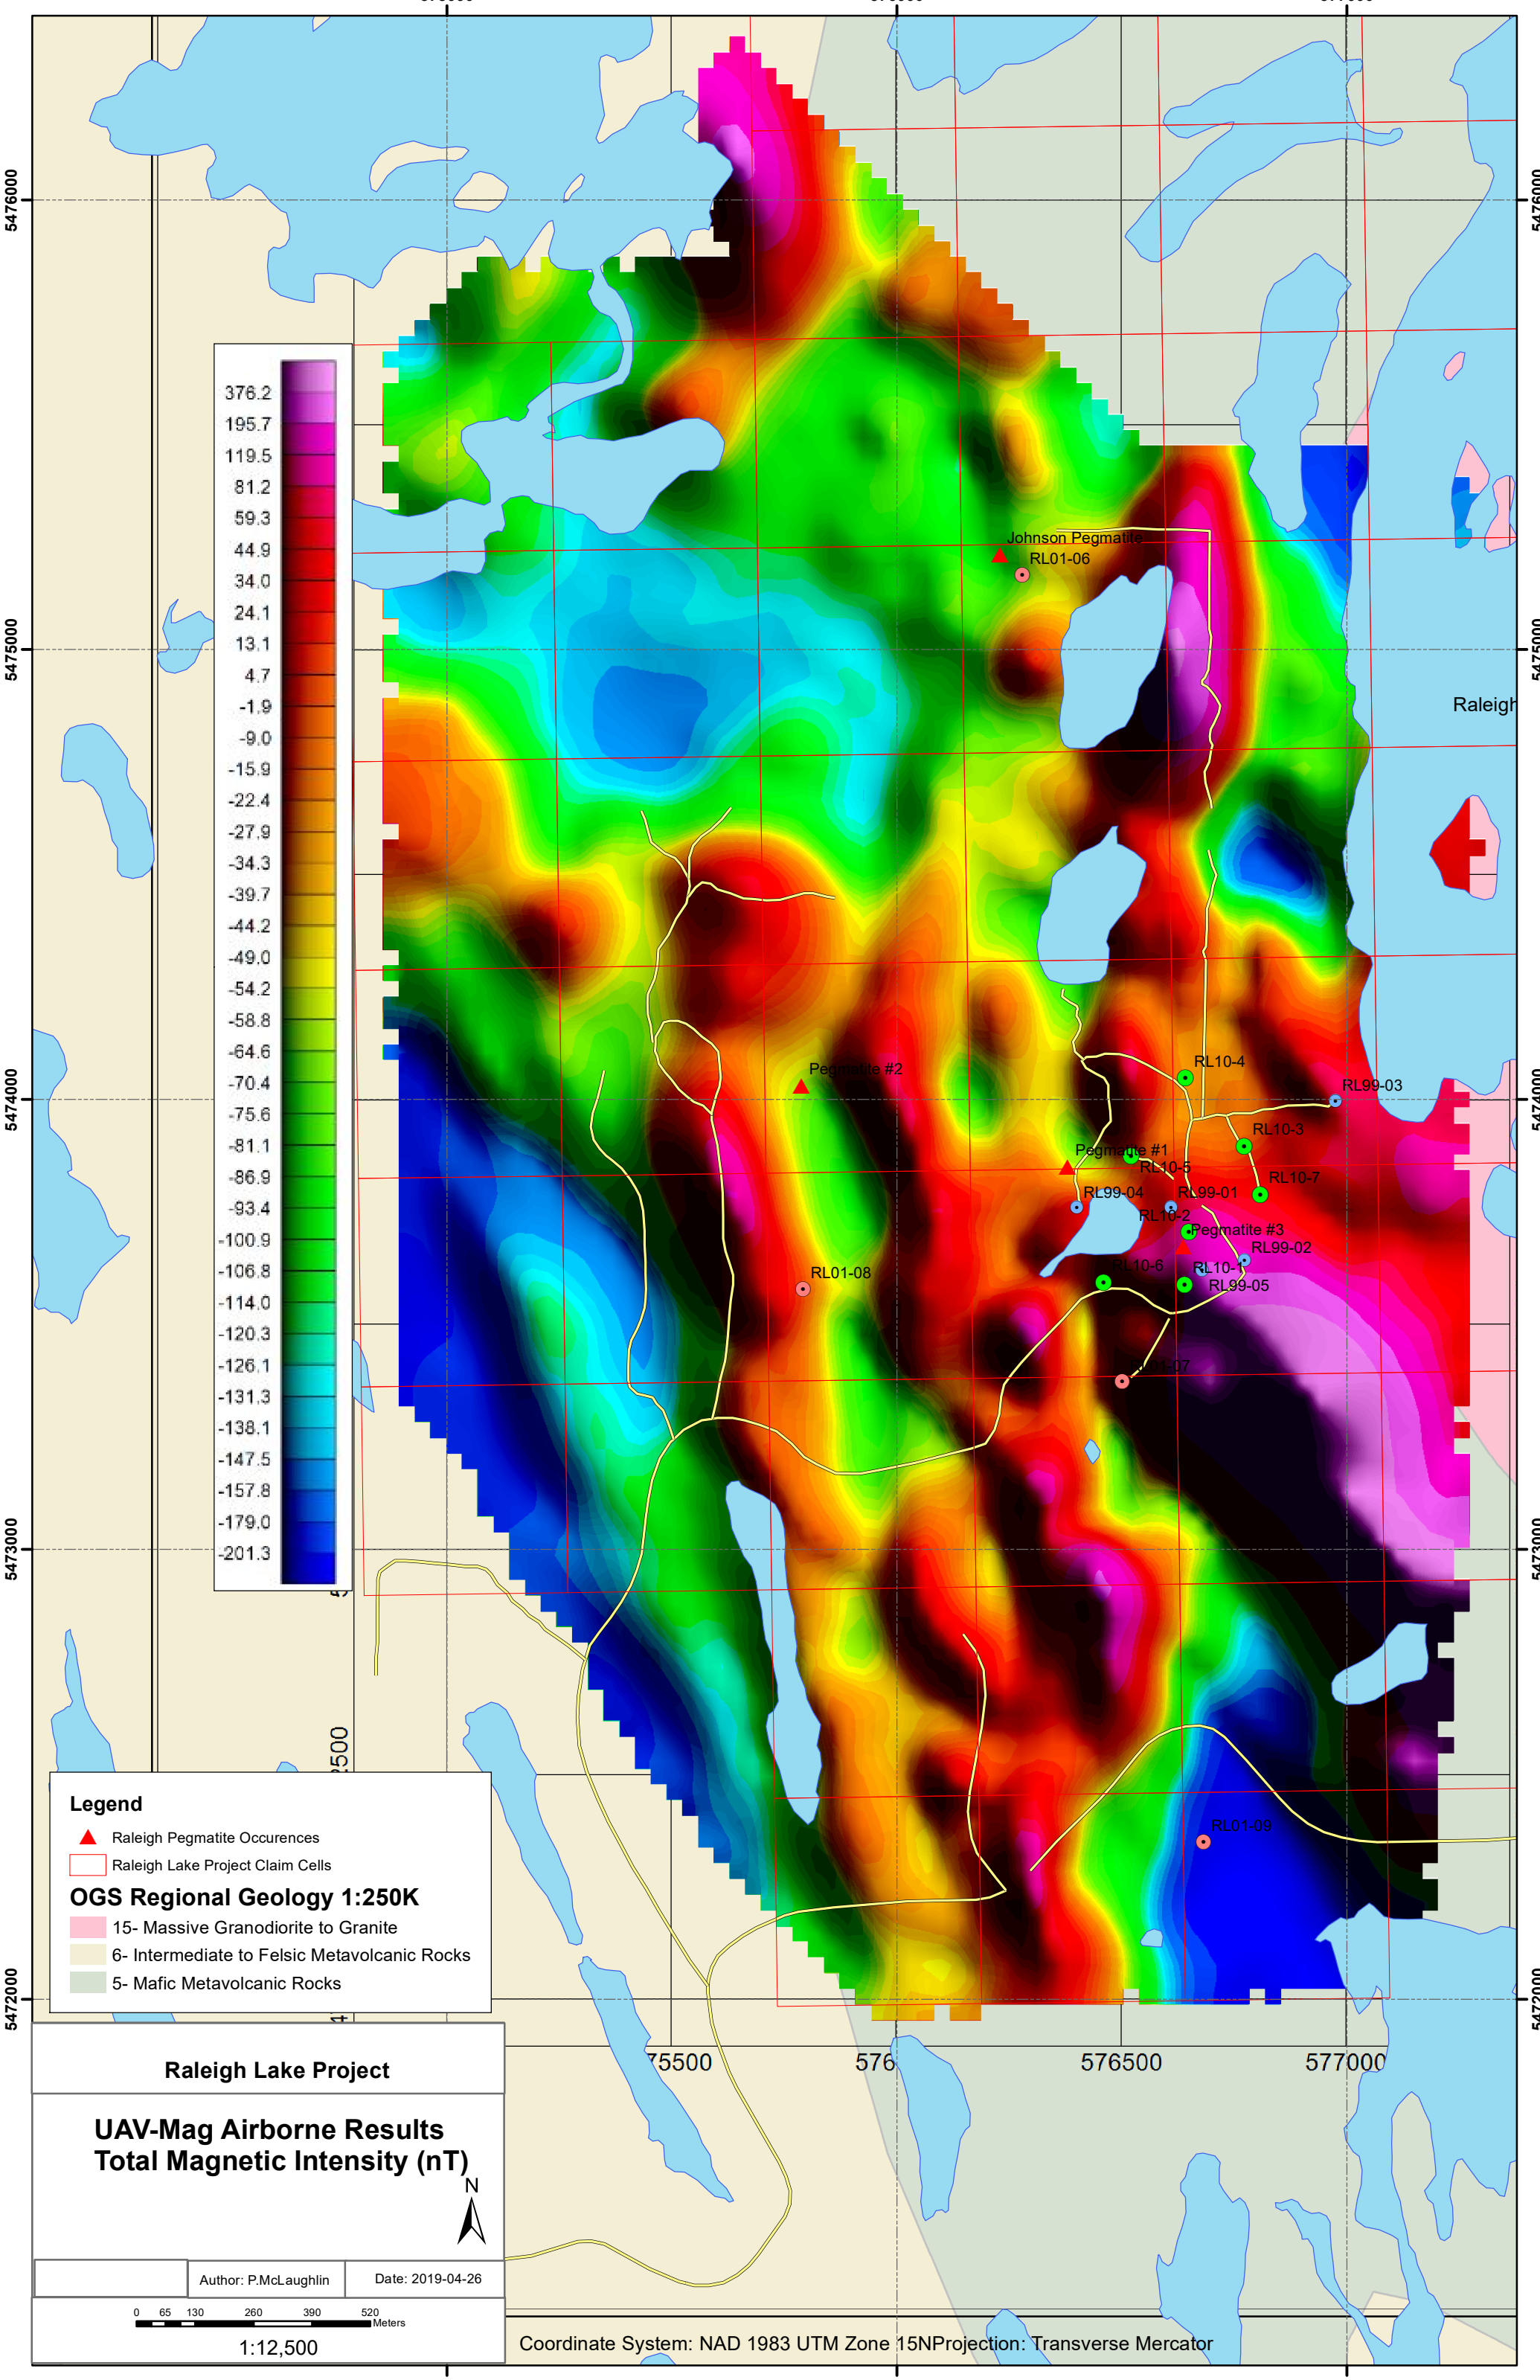 5476000
5476000
376.2
195.7
119.5
81.2
59.3
44.9
34.0
24.1
13.1
4.7
-1.9
-9.0
-15.9
-22.4
-27.9
-34.3
-39.7
-44.2
-49.0
-54.2
-58.8
-64.6
-70.4
-75.6
-81.1
-86.9
-93.4
-100.9
-106.8
-114.0
-120.3
-126.1
-131.3
-138.1
-147.5
-157.8
-179.0
-201.3
Johnson Pegmatite
RL01-06
5475000
5475000
Raleigh
Pegmatite #2
RL10-4
RL99-03
5474000
5474000
RL10-3
Pegmatite #1
RL10-5
RL10-7
RL99-04
RL99-01
RL10-2
Pegmatite #3
RL99-02
RL10-6
RL10-1
RL99-05
RL01-08
5473000
5473000
RL01-09
5472000
5472000
75500
576
576500
577000
Legend
Raleigh Pegmatite Occurences
Raleigh Lake Project Claim Cells
OGS Regional Geology 1:250K
15- Massive Granodiorite to Granite
6- Intermediate to Felsic Metavolcanic Rocks
5- Mafic Metavolcanic Rocks
Raleigh Lake Project
UAV-Mag Airborne Results
Total Magnetic Intensity (nT)
N
Author: P.McLaughlin
Date: 2019-04-26
0 65 130 260 390 520
Meters
1:12,500
Coordinate System: NAD 1983 UTM Zone 15NProjection: Transverse Mercator